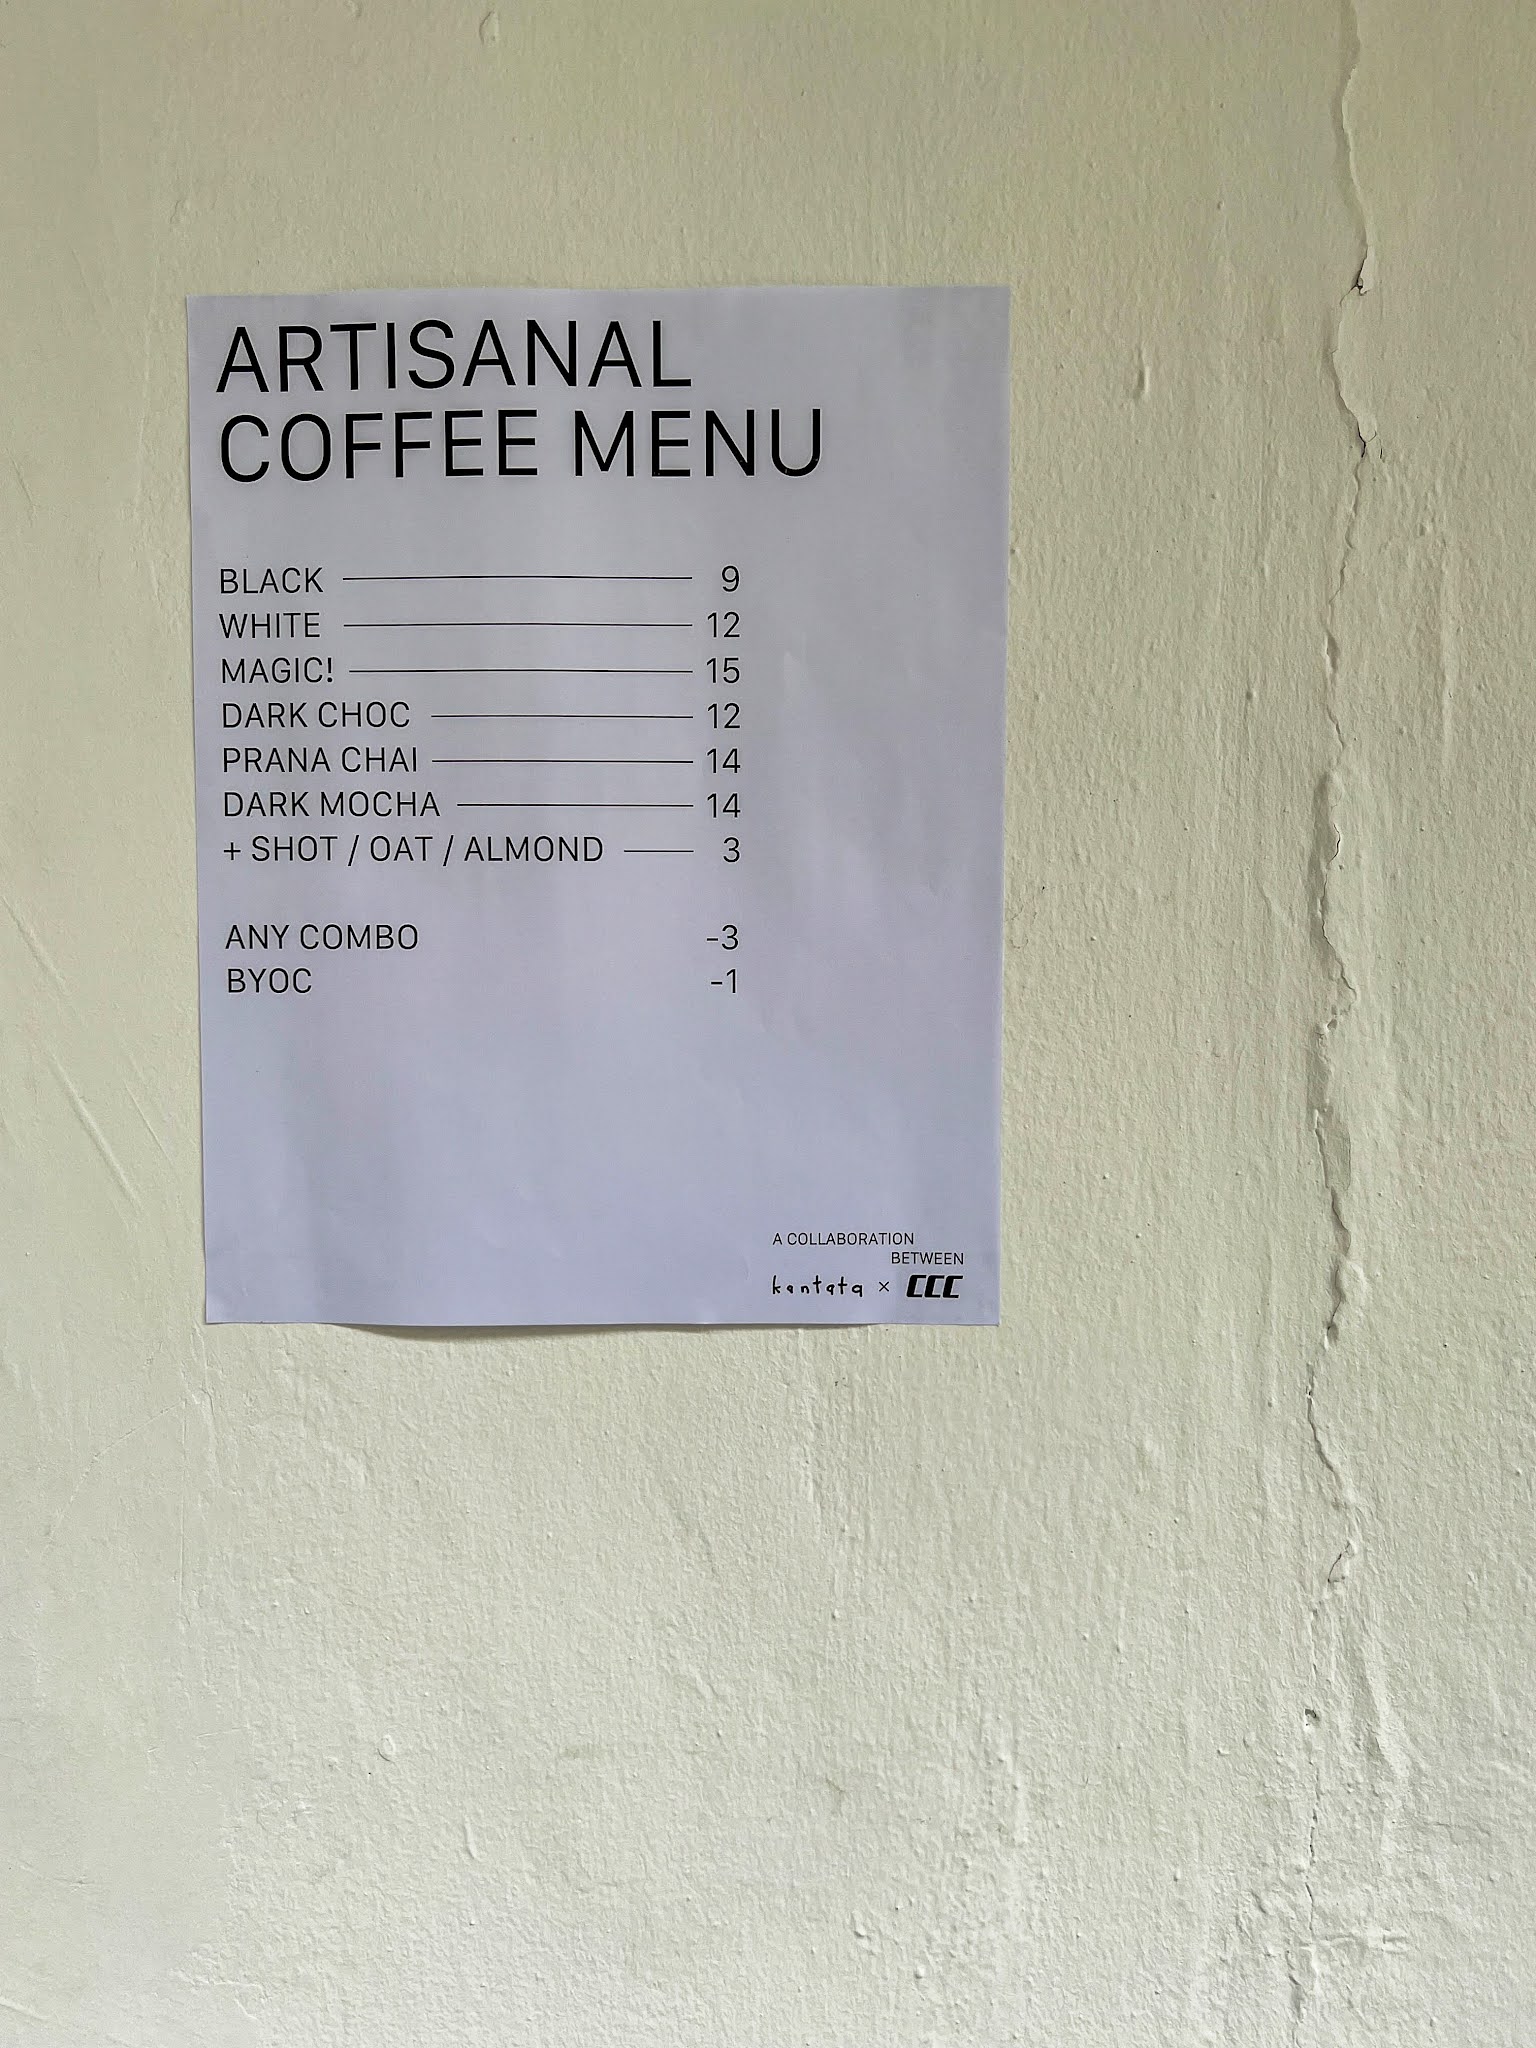 ARTISANAL
COFFEE MENU
BLACK 9
WHITE 12
MAGIC! 15
DARK CHOC 12
PRANA CHAI 14
DARK MOCHA 14
+ SHOT / OAT / ALMOND 3
ANY COMBO -3
BYOC -1
A COLLABORATION
BETWEEN
kantata × CCC